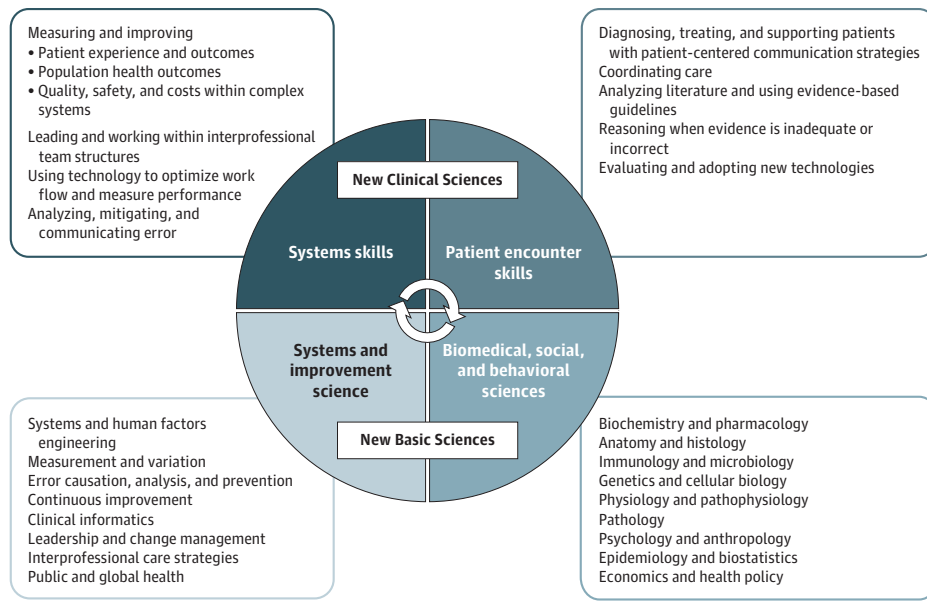 Measuring and improving
• Patient experience and outcomes
• Population health outcomes
• Quality, safety, and costs within complex
systems
Leading and working within interprofessional
team structures
Using technology to optimize work
flow and measure performance
Analyzing, mitigating, and
communicating error
Diagnosing, treating, and supporting patients
with patient-centered communication strategies
Coordinating care
Analyzing literature and using evidence-based
guidelines
Reasoning when evidence is inadequate or
incorrect
Evaluating and adopting new technologies
New Clinical Sciences
Systems skills
Patient encounter
skills
Systems and
improvement
science
Biomedical, social,
and behavioral
sciences
New Basic Sciences
Systems and human factors
engineering
Measurement and variation
Error causation, analysis, and prevention
Continuous improvement
Clinical informatics
Leadership and change management
Interprofessional care strategies
Public and global health
Biochemistry and pharmacology
Anatomy and histology
Immunology and microbiology
Genetics and cellular biology
Physiology and pathophysiology
Pathology
Psychology and anthropology
Epidemiology and biostatistics
Economics and health policy